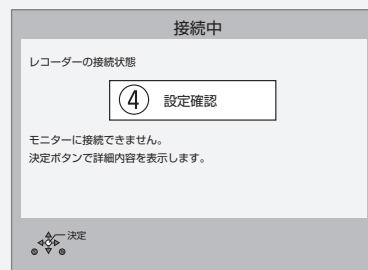 接続中
レコーダーの接続状態
④ 設定確認
モニターに接続できません。
決定ボタンで詳細内容を表示します。
決定